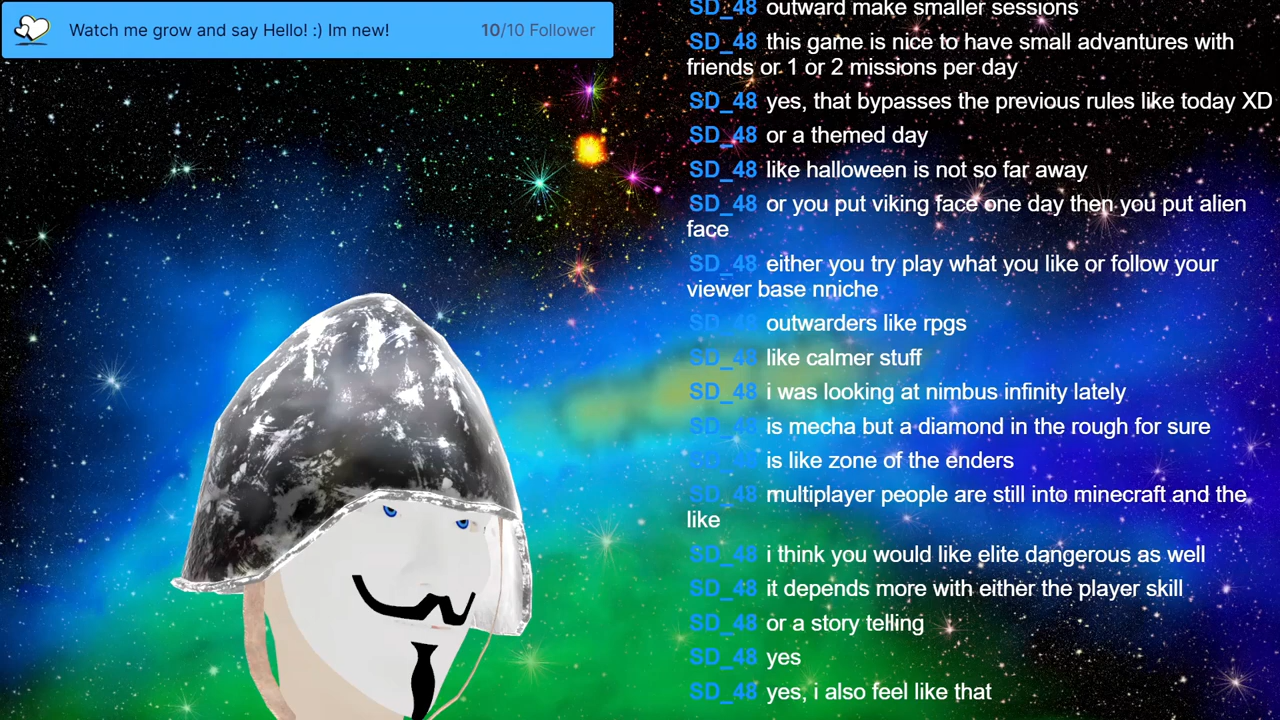 Watch me grow and say Hello! :) Im new!
10/10 Follower
SD_48 outward make smaller sessions
SD_48 this game is nice to have small advantures with
friends or 1 or 2 missions per day
SD_48 yes, that bypasses the previous rules like today XD
SD_48 or a themed day
SD_48 like halloween is not so far away
SD_48 or you put viking face one day then you put alien
face
SD_48 either you try play what you like or follow your
viewer base nniche
SD_48 outwarders like rpgs
SD_48 like calmer stuff
SD_48 i was looking at nimbus infinity lately
SD_48 is mecha but a diamond in the rough for sure
SD_48 is like zone of the enders
SD_48 multiplayer people are still into minecraft and the
like
SD_48 i think you would like elite dangerous as well
SD_48 it depends more with either the player skill
SD_48 or a story telling
SD_48 yes
SD_48 yes, i also feel like that